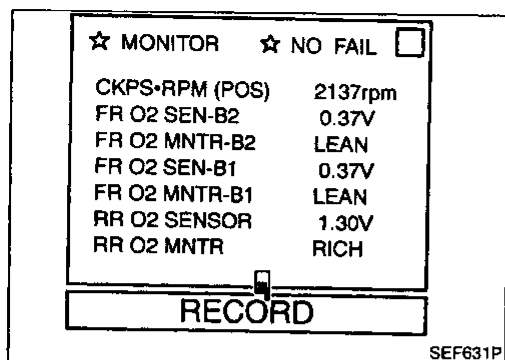 ☆ MONITOR ☆ NO FAIL
CKPS•RPM (POS) 2137rpm
FR O2 SEN-B2 0.37V
FR O2 MNTR-B2 LEAN
FR O2 SEN-B1 0.37V
FR O2 MNTR-B1 LEAN
RR O2 SENSOR 1.30V
RR O2 MNTR RICH
RECORD
SEF631P